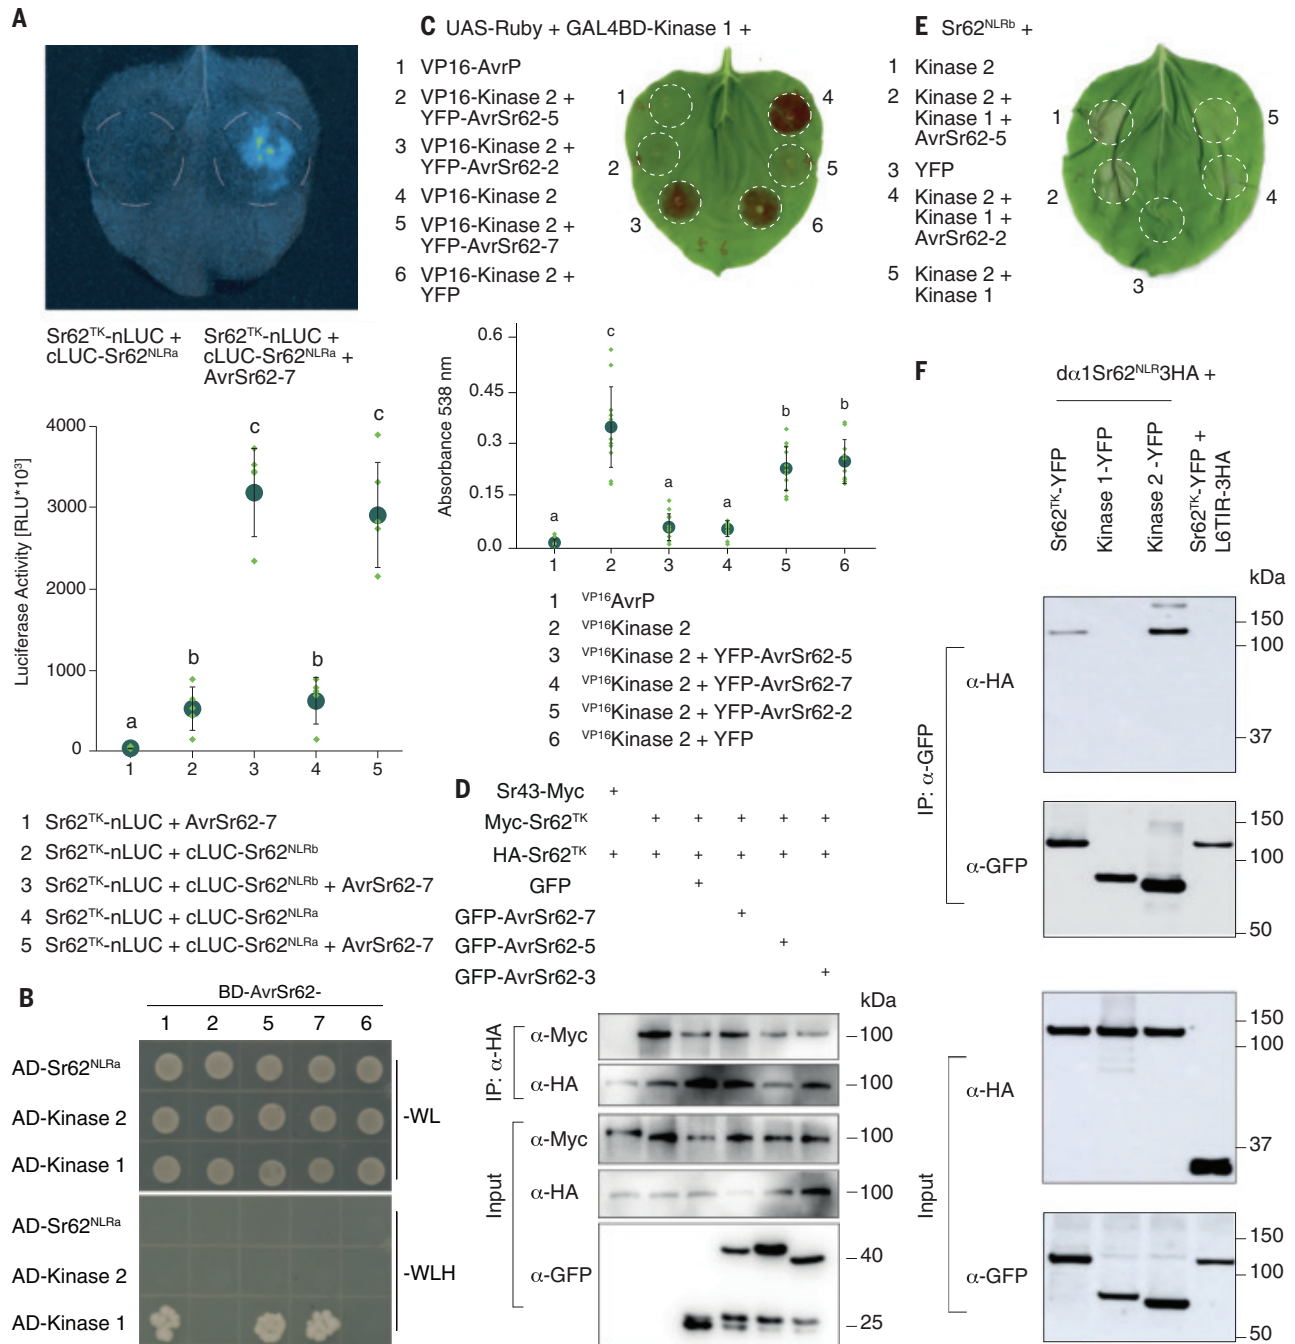 A
Sr62TK-nLUC +
cLUC-Sr62NLRa
Sr62TK-nLUC +
cLUC-Sr62NLRa +
AvrSr62-7
Luciferase Activity [RLU*10³]
4000
3000
2000
1000
0
a
b
c
b
c
1 2 3 4 5
1 Sr62TK-nLUC + AvrSr62-7
2 Sr62TK-nLUC + cLUC-Sr62NLRb
3 Sr62TK-nLUC + cLUC-Sr62NLRb + AvrSr62-7
4 Sr62TK-nLUC + cLUC-Sr62NLRa
5 Sr62TK-nLUC + cLUC-Sr62NLRa + AvrSr62-7
B
BD-AvrSr62-
1 2 5 7 6
AD-Sr62NLRa
AD-Kinase 2
AD-Kinase 1
-WL
AD-Sr62NLRa
AD-Kinase 2
AD-Kinase 1
-WLH
C UAS-Ruby + GAL4BD-Kinase 1 +
1 VP16-AvrP
2 VP16-Kinase 2 +
YFP-AvrSr62-5
3 VP16-Kinase 2 +
YFP-AvrSr62-2
4 VP16-Kinase 2
5 VP16-Kinase 2 +
YFP-AvrSr62-7
6 VP16-Kinase 2 +
YFP
1
2
3
4
5
6
Absorbance 538 nm
0.6
0.45
0.3
0.15
0.0
a
c
a
a
b
b
1 2 3 4 5 6
1 VP16AvrP
2 VP16Kinase 2
3 VP16Kinase 2 + YFP-AvrSr62-5
4 VP16Kinase 2 + YFP-AvrSr62-7
5 VP16Kinase 2 + YFP-AvrSr62-2
6 VP16Kinase 2 + YFP
D
Sr43-Myc +
Myc-Sr62TK + + + + +
HA-Sr62TK + + + + + +
GFP +
GFP-AvrSr62-7 +
GFP-AvrSr62-5 +
GFP-AvrSr62-3 +
kDa
IP: α-HA
α-Myc 100
α-HA 100
Input
α-Myc 100
α-HA 100
α-GFP
40
25
E Sr62NLRb +
1 Kinase 2
2 Kinase 2 +
Kinase 1 +
AvrSr62-5
3 YFP
4 Kinase 2 +
Kinase 1 +
AvrSr62-2
5 Kinase 2 +
Kinase 1
1
2
3
4
5
F
dα1Sr62NLR3HA +
Sr62TK-YFP
Kinase 1-YFP
Kinase 2 -YFP
Sr62TK-YFP +
L6TIR-3HA
kDa
IP: α-GFP
α-HA
150
100
37
α-GFP
150
100
50
Input
α-HA
150
100
37
α-GFP
150
100
50